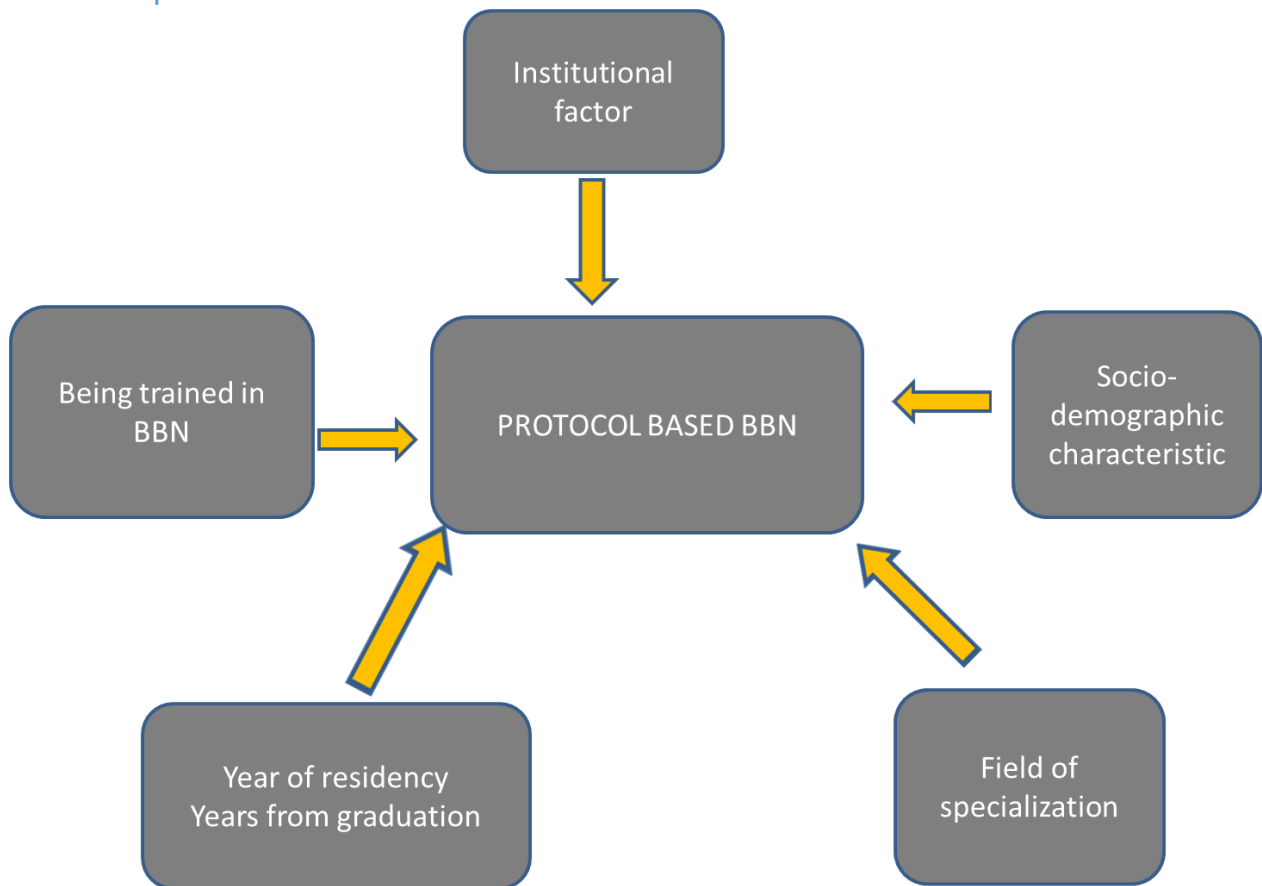 Institutional
factor
Being trained in
BBN
PROTOCOL BASED BBN
Socio-
demographic
characteristic
Year of residency
Years from graduation
Field of
specialization